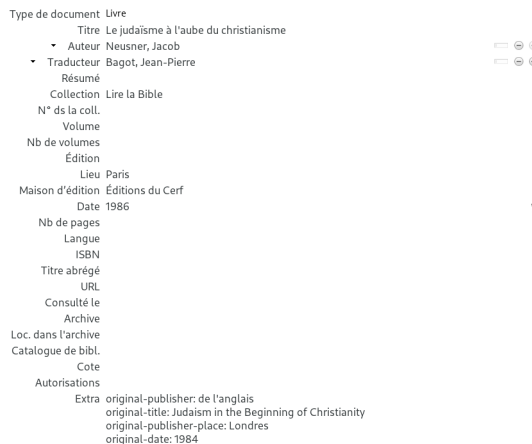 Type de document Livre
Titre Le judaïsme à l'aube du christianisme
Auteur Neusner, Jacob
Traducteur Bagot, Jean-Pierre
Résumé
Collection Lire la Bible
N° ds la coll.
Volume
Nb de volumes
Édition
Lieu Paris
Maison d'édition Éditions du Cerf
Date 1986
Nb de pages
Langue
ISBN
Titre abrégé
URL
Consulté le
Archive
Loc. dans l'archive
Catalogue de bibl.
Cote
Autorisations
Extra original-publisher: de l'anglais
original-title: Judaism in the Beginning of Christianity
original-publisher-place: Londres
original-date: 1984